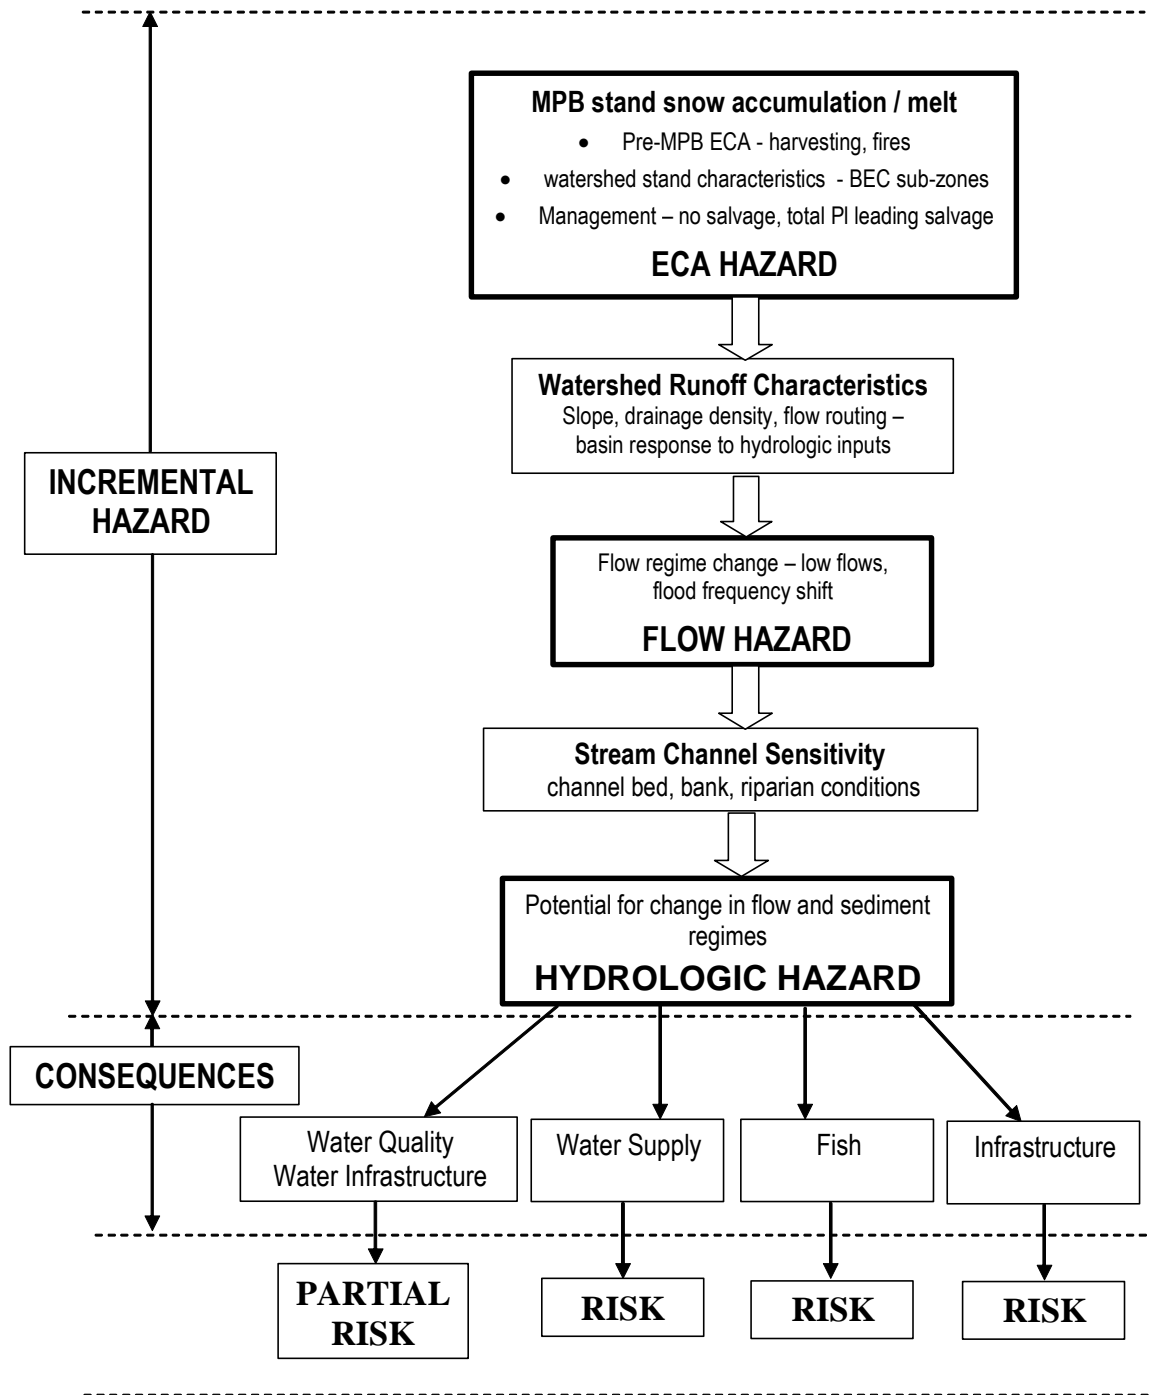 MPB stand snow accumulation / melt
• Pre-MPB ECA - harvesting, fires
• watershed stand characteristics - BEC sub-zones
• Management – no salvage, total Pl leading salvage
ECA HAZARD
Watershed Runoff Characteristics
Slope, drainage density, flow routing –
basin response to hydrologic inputs
INCREMENTAL
HAZARD
Flow regime change – low flows,
flood frequency shift
FLOW HAZARD
Stream Channel Sensitivity
channel bed, bank, riparian conditions
Potential for change in flow and sediment
regimes
HYDROLOGIC HAZARD
CONSEQUENCES
Water Quality
Water Infrastructure
Water Supply
Fish
Infrastructure
PARTIAL
RISK
RISK
RISK
RISK